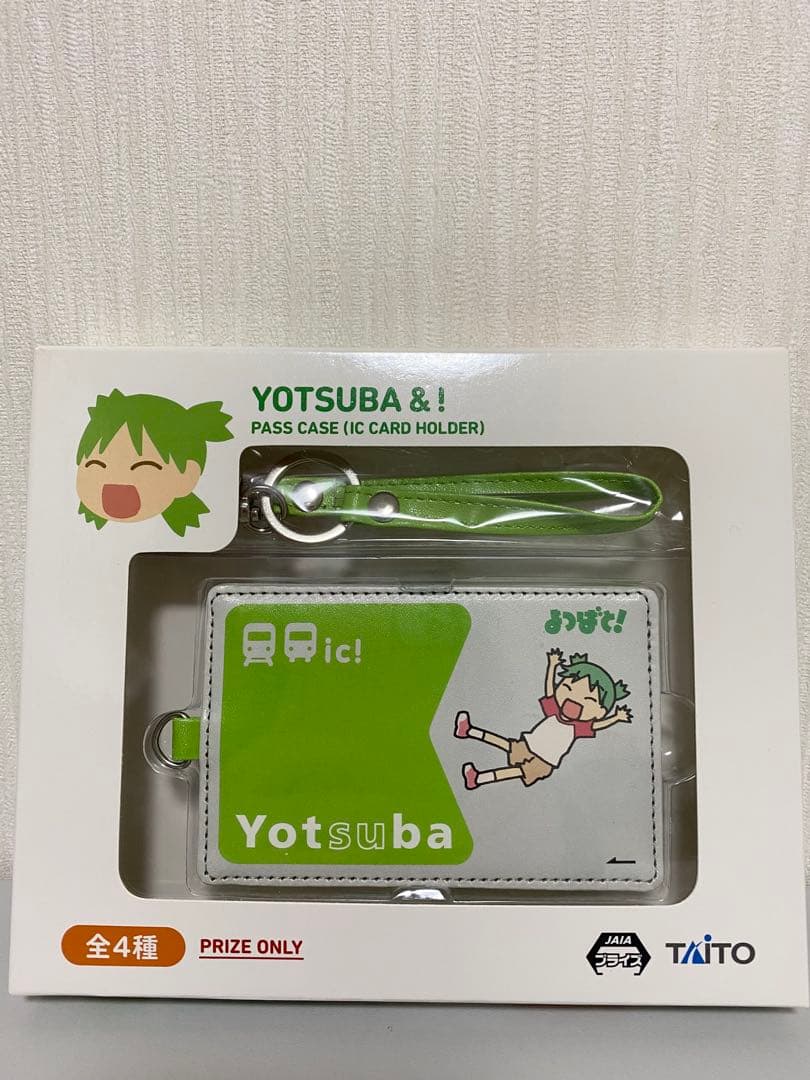 YOTSUBA & !
PASS CASE (IC CARD HOLDER)
ic!
よつばと!
Yotsuba
全4種
PRIZE ONLY
JAIA
プライズ
TAITO